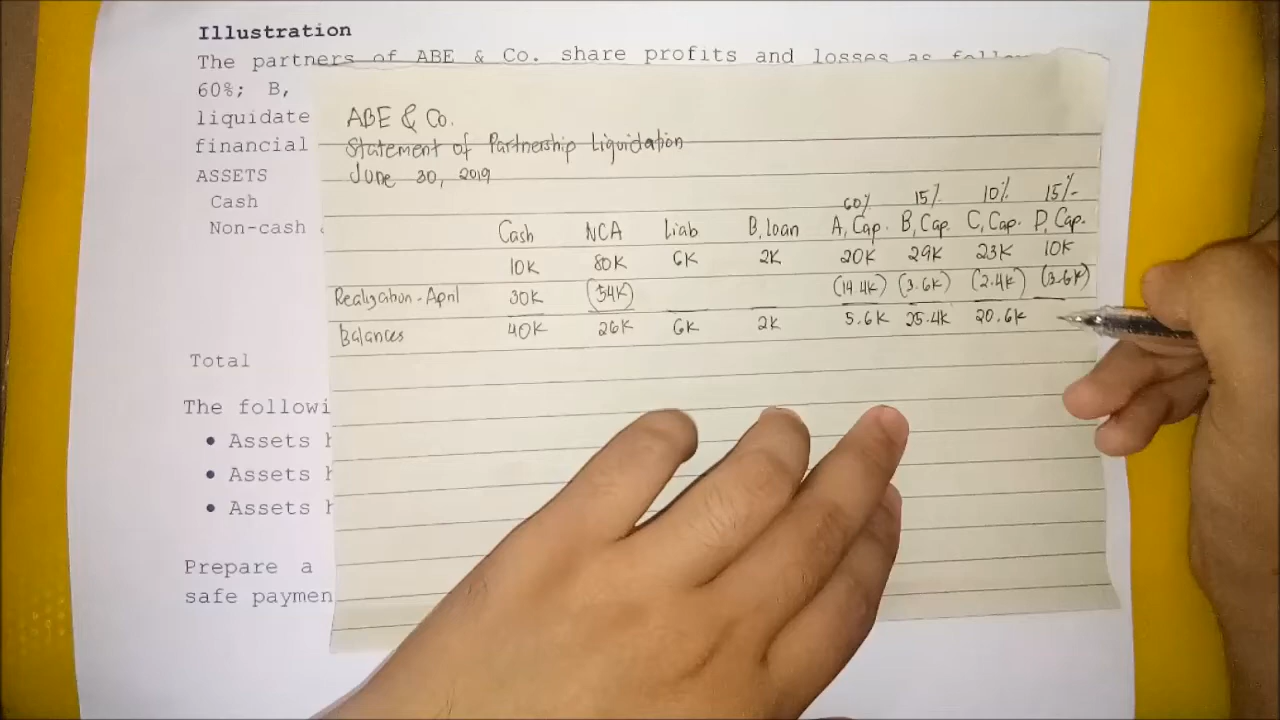 Illustration
The partners of ABE & Co. share profits and losses as
60%; B,
liquidate
financial
ASSETS
Cash
Non-cash
Total
The followi
• Assets h
• Assets h
• Assets h
Prepare a
safe paymen
ABE & Co.
Statement of Partnership Liquidation
June 30, 2019
60% 15% 10% 15%
Cash NCA Liab B, loan A, Cap. B, Cap. C, Cap. D, Cap.
10K 80K 6K 2K 20K 29K 23K 10K
Realization - April 30K (54K) (14.4K) (3.6K) (2.4K) (3.6K)
Balances 40K 26K 6K 2K 5.6K 25.4K 20.6K